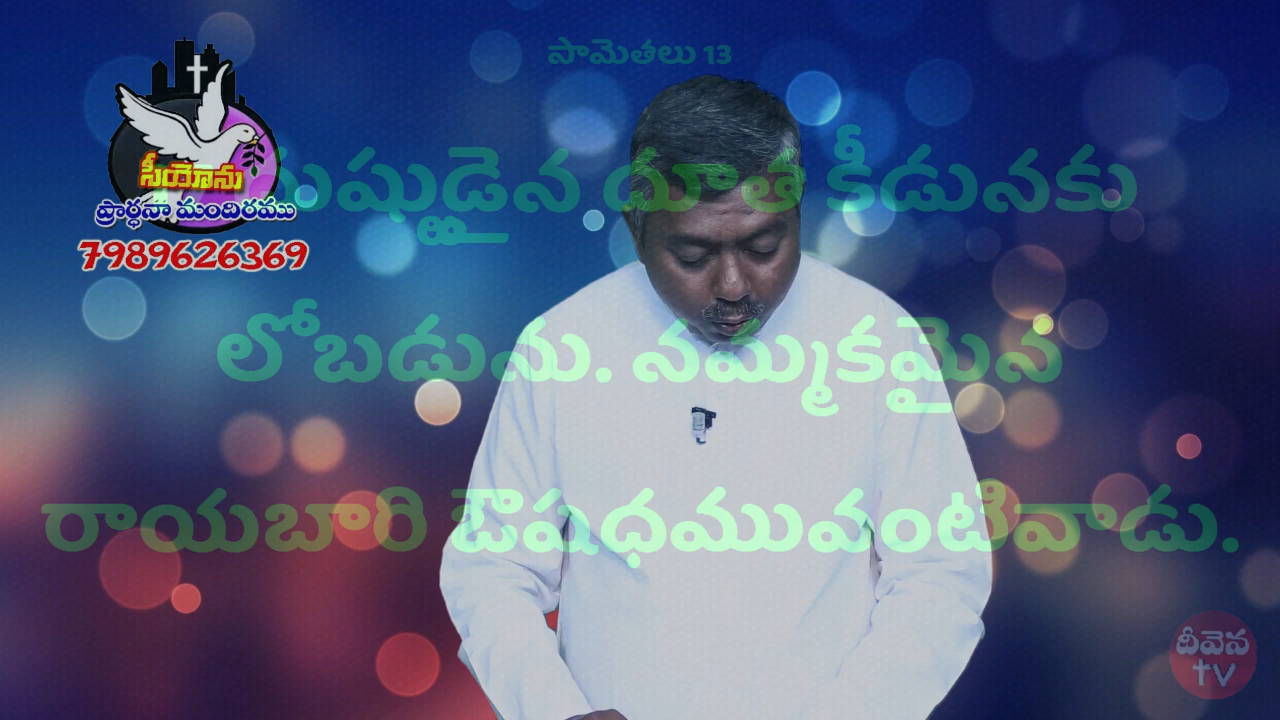 సామెతలు 13
దూత కీడునకు
లోబడును. నమ్మకమైన
రాయబారి ఔషధమువంటివాడు.
సీయోను
ప్రార్థనా మందిరము
7989626369
దీవెన
TV